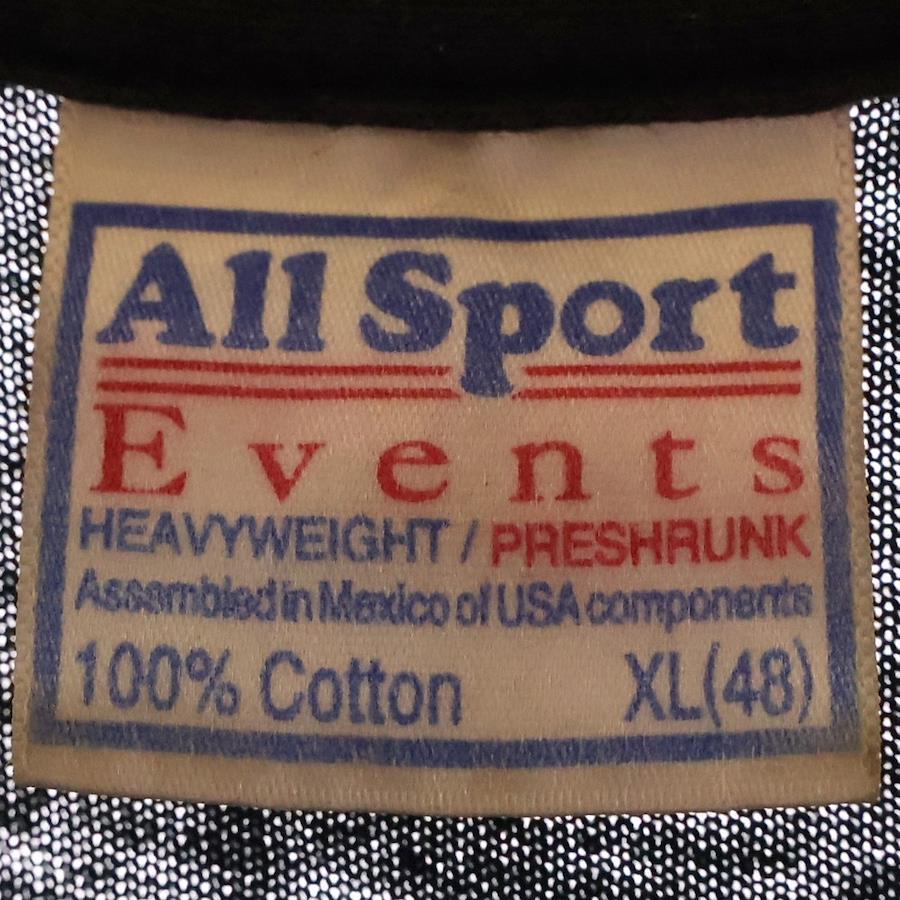 All Sport
Events
HEAVYWEIGHT / PRESHRUNK
Assembled in Mexico of USA components
100% Cotton XL(48)